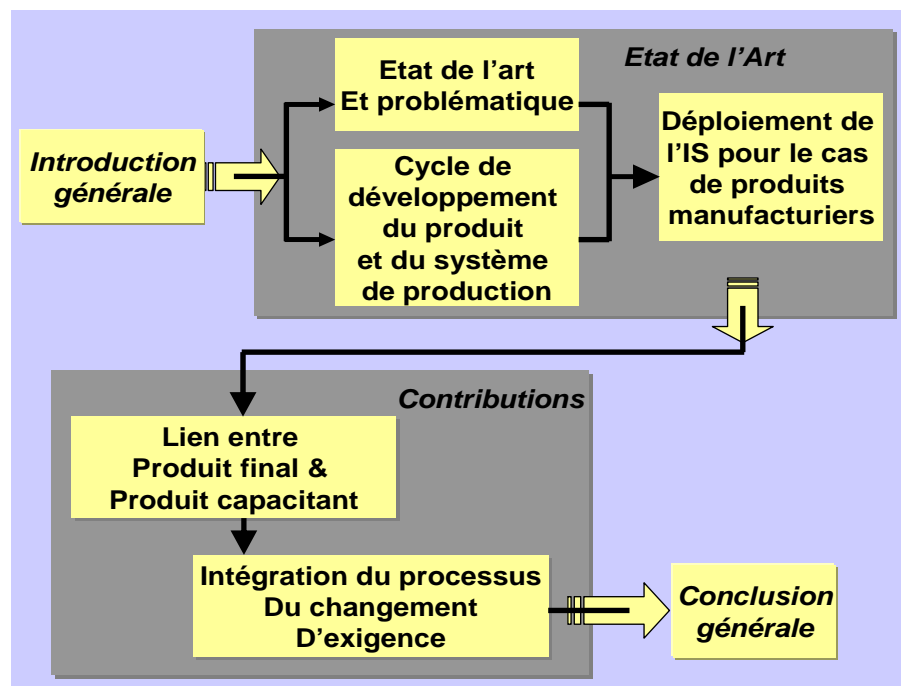 Etat de l'Art
Etat de l'art
Et problématique
Introduction
générale
Cycle de
développement
du produit
et du système
de production
Déploiement de
l'IS pour le cas
de produits
manufacturiers
Contributions
Lien entre
Produit final &
Produit capacitant
Intégration du processus
Du changement
D'exigence
Conclusion
générale